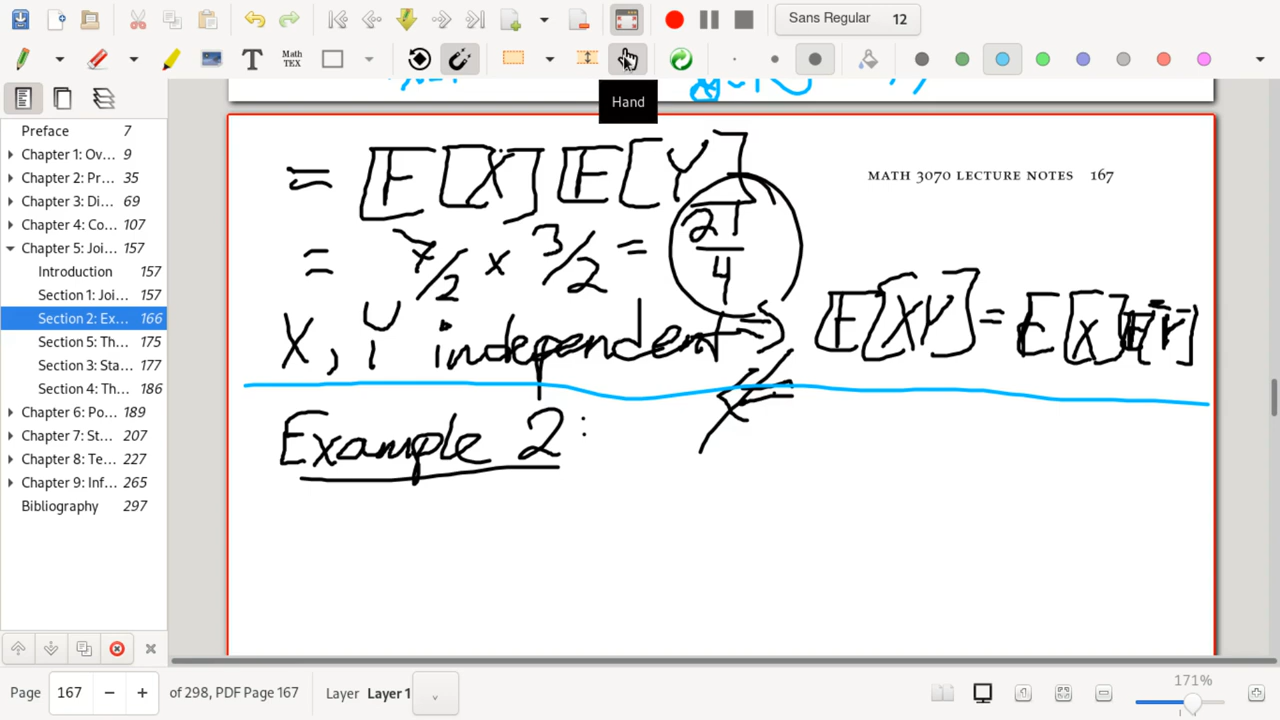 Sans Regular 12
T Math TEX
Hand
Preface 7
Chapter 1: Ov... 9
Chapter 2: Pr... 35
Chapter 3: Di... 69
Chapter 4: Co... 107
Chapter 5: Joi... 157
Introduction 157
Section 1: Joi... 157
Section 2: Ex... 166
Section 5: Th... 175
Section 3: Sta... 177
Section 4: Th... 186
Chapter 6: Po... 189
Chapter 7: St... 207
Chapter 8: Te... 227
Chapter 9: Inf... 265
Bibliography 297
MATH 3070 LECTURE NOTES 167
= E[X] E[Y]
= 7/2 × 3/2 = 21/4
X, Y independent ⇒ E[XY] = E[X]E[Y]
⇍
Example 2:
Page 167 of 298, PDF Page 167 Layer Layer 1
171%